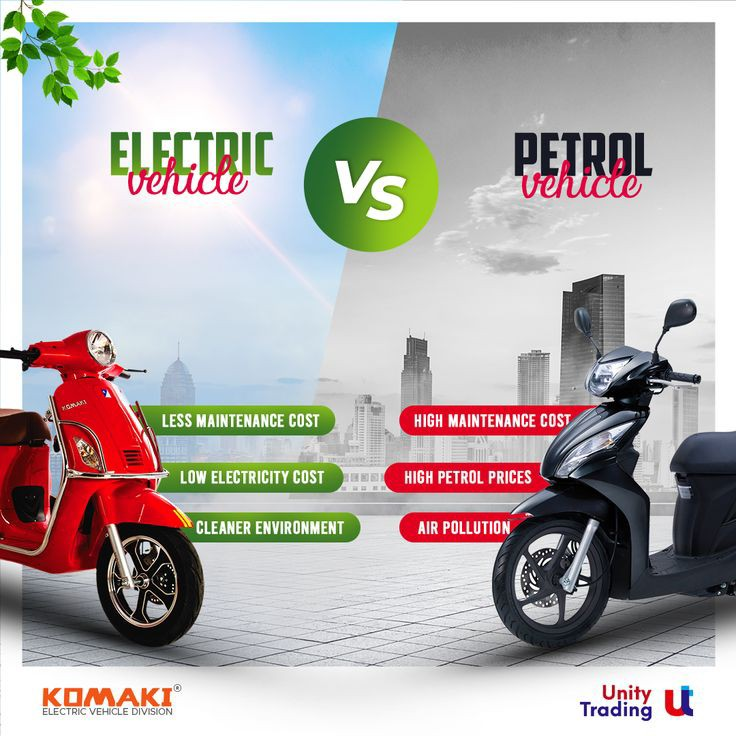 ELECTRIC
vehicle
VS
PETROL
vehicle
KOMAKI
LESS MAINTENANCE COST
HIGH MAINTENANCE COST
LOW ELECTRICITY COST
HIGH PETROL PRICES
CLEANER ENVIRONMENT
AIR POLLUTION
KOMAKI®
ELECTRIC VEHICLE DIVISION
Unity
Trading